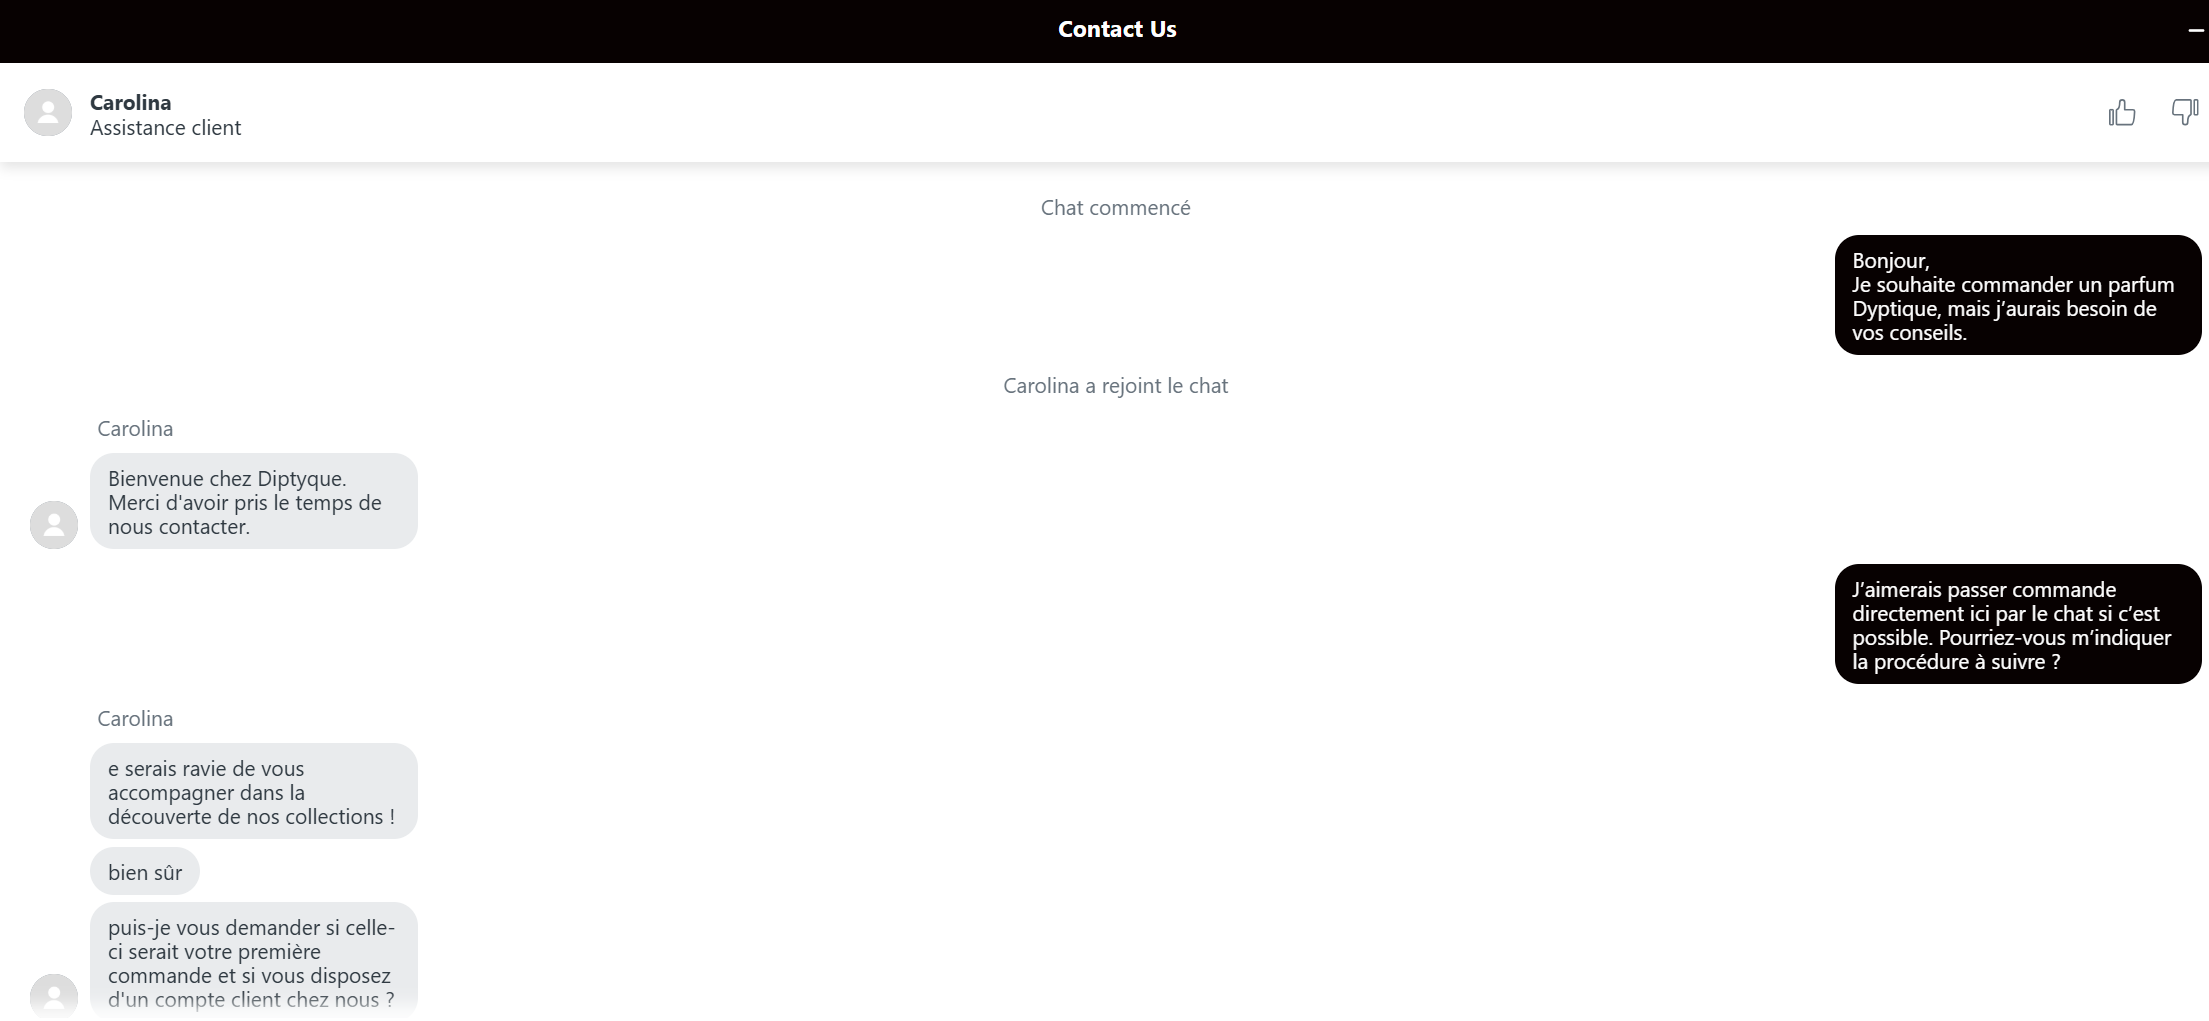 Contact Us
Carolina
Assistance client
Chat commencé
Bonjour,
Je souhaite commander un parfum
Dyptique, mais j’aurais besoin de
vos conseils.
Carolina a rejoint le chat
Carolina
Bienvenue chez Diptyque.
Merci d'avoir pris le temps de
nous contacter.
J’aimerais passer commande
directement ici par le chat si c’est
possible. Pourriez-vous m’indiquer
la procédure à suivre ?
Carolina
e serais ravie de vous
accompagner dans la
découverte de nos collections !
bien sûr
puis-je vous demander si celle-
ci serait votre première
commande et si vous disposez
d'un compte client chez nous ?